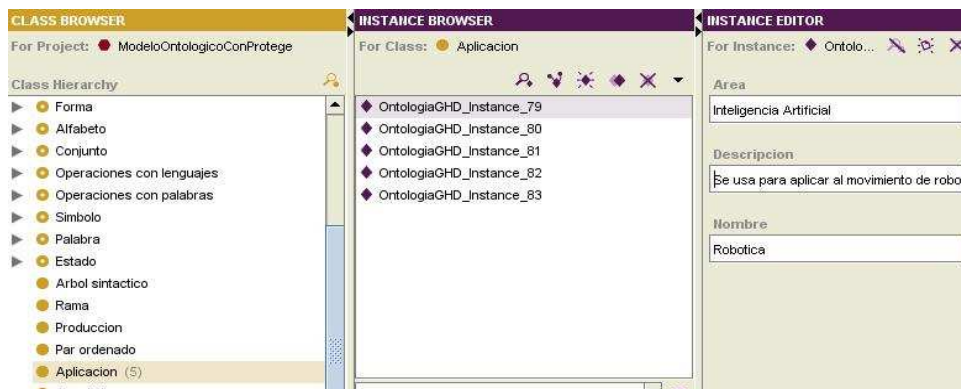 CLASS BROWSER
For Project: ModeloOntologicoConProtege
Class Hierarchy
Forma
Alfabeto
Conjunto
Operaciones con lenguajes
Operaciones con palabras
Simbolo
Palabra
Estado
Arbol sintactico
Rama
Produccion
Par ordenado
Aplicacion (5)
INSTANCE BROWSER
For Class: Aplicacion
OntologiaGHD_Instance_79
OntologiaGHD_Instance_80
OntologiaGHD_Instance_81
OntologiaGHD_Instance_82
OntologiaGHD_Instance_83
INSTANCE EDITOR
For Instance: Ontolo...
Area
Inteligencia Artificial
Descripcion
Se usa para aplicar al movimiento de robo
Nombre
Robotica